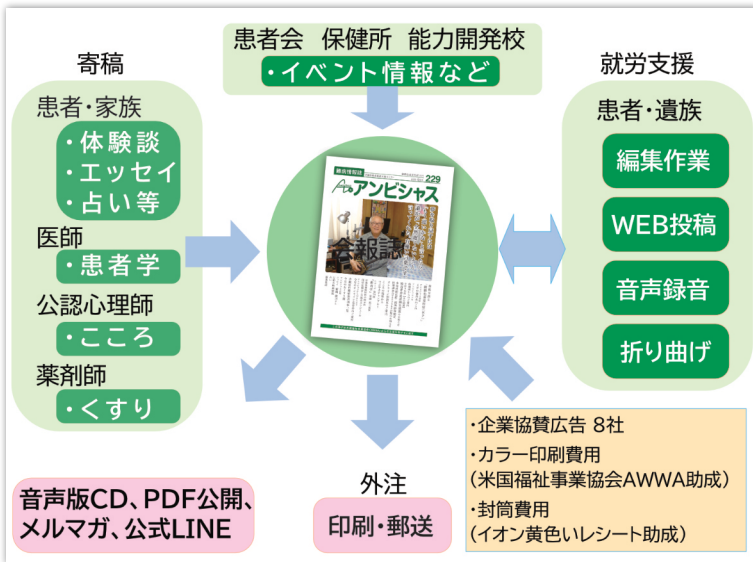 患者会 保健所 能力開発校
・イベント情報など
寄稿
患者・家族
・体験談
・エッセイ
・占い等
医師
・患者学
公認心理師
・こころ
薬剤師
・くすり
難病情報誌
229
アンビシャス
会報誌
就労支援
患者・遺族
編集作業
WEB投稿
音声録音
折り曲げ
音声版CD、PDF公開、
メルマガ、公式LINE
外注
印刷・郵送
・企業協賛広告 8社
・カラー印刷費用
(米国福祉事業協会AWWA助成)
・封筒費用
(イオン黄色いレシート助成)